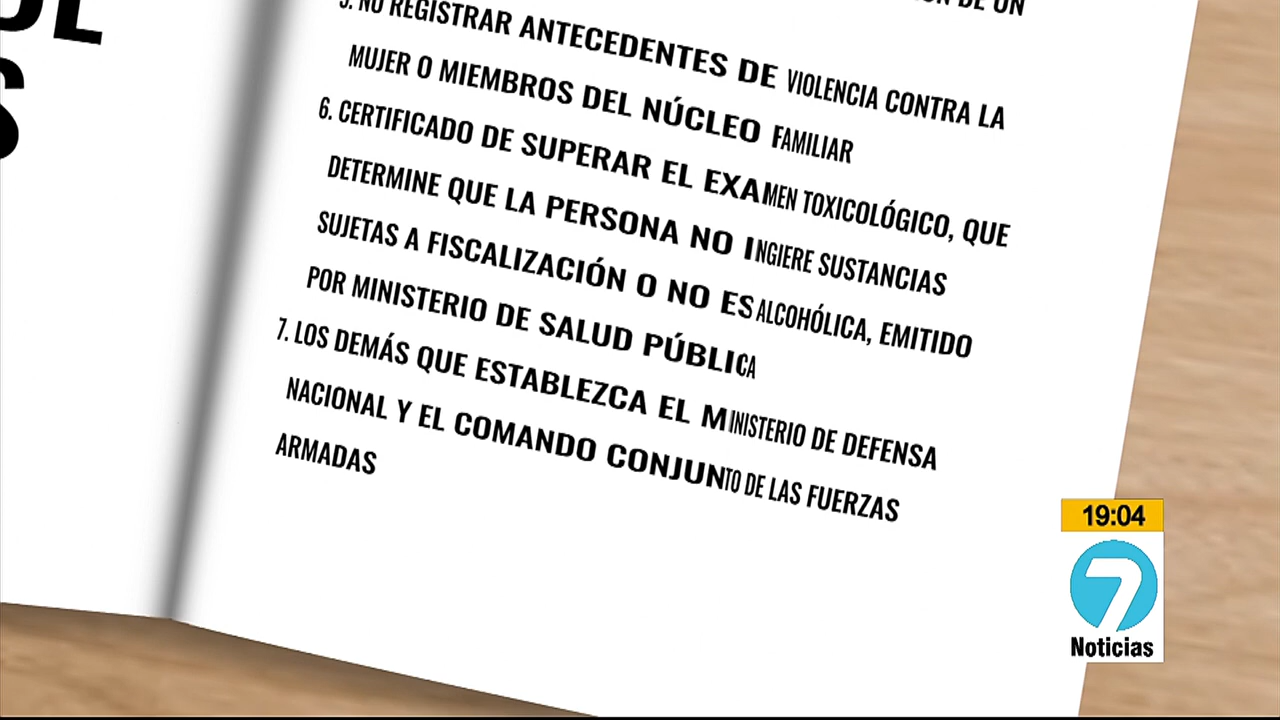 DE UN
5. NO REGISTRAR ANTECEDENTES DE VIOLENCIA CONTRA LA
MUJER O MIEMBROS DEL NÚCLEO FAMILIAR
6. CERTIFICADO DE SUPERAR EL EXAMEN TOXICOLÓGICO, QUE
DETERMINE QUE LA PERSONA NO INGIERE SUSTANCIAS
SUJETAS A FISCALIZACIÓN O NO ES ALCOHÓLICA, EMITIDO
POR MINISTERIO DE SALUD PÚBLICA
7. LOS DEMÁS QUE ESTABLEZCA EL MINISTERIO DE DEFENSA
NACIONAL Y EL COMANDO CONJUNTO DE LAS FUERZAS
ARMADAS
19:04
7
Noticias